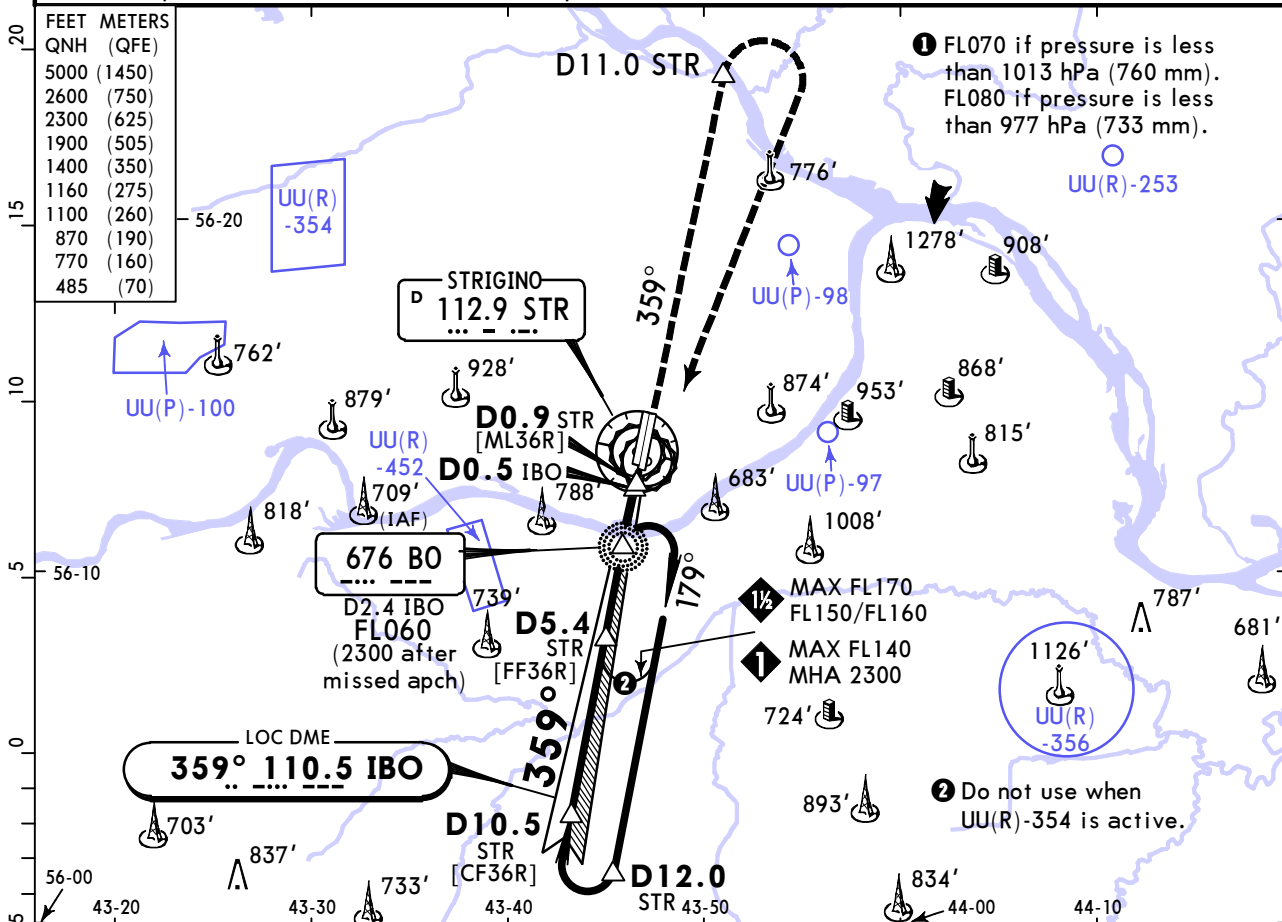 FEET METERS
QNH (QFE)
5000 (1450)
2600 (750)
2300 (625)
1900 (505)
1400 (350)
1160 (275)
1100 (260)
870 (190)
770 (160)
485 (70)
20
15
10
5
0
5
D11.0 STR
❶ FL070 if pressure is less
than 1013 hPa (760 mm).
FL080 if pressure is less
than 977 hPa (733 mm).
UU(R)-253
776'
UU(R)
-354
56-20
1278'
908'
STRIGINO
D 112.9 STR
359°
UU(P)-98
762'
UU(P)-100
928'
879'
874'
953'
868'
815'
D0.9 STR
[ML36R]
UU(R)
-452
D0.5 IBO
UU(P)-97
683'
788'
709'
818'
1008'
(IAF)
676 BO
56-10
179°
D2.4 IBO
FL060
(2300 after
missed apch)
739'
D5.4
STR
[FF36R]
1½ MAX FL170
FL150/FL160
1 MAX FL140
MHA 2300
787'
681'
1126'
UU(R)
-356
❷
724'
359°
LOC DME
359° 110.5 IBO
893'
❷ Do not use when
UU(R)-354 is active.
703'
D10.5
STR
[CF36R]
837'
D12.0
STR
733'
834'
56-00
43-20
43-30
43-40
43-50
44-00
44-10